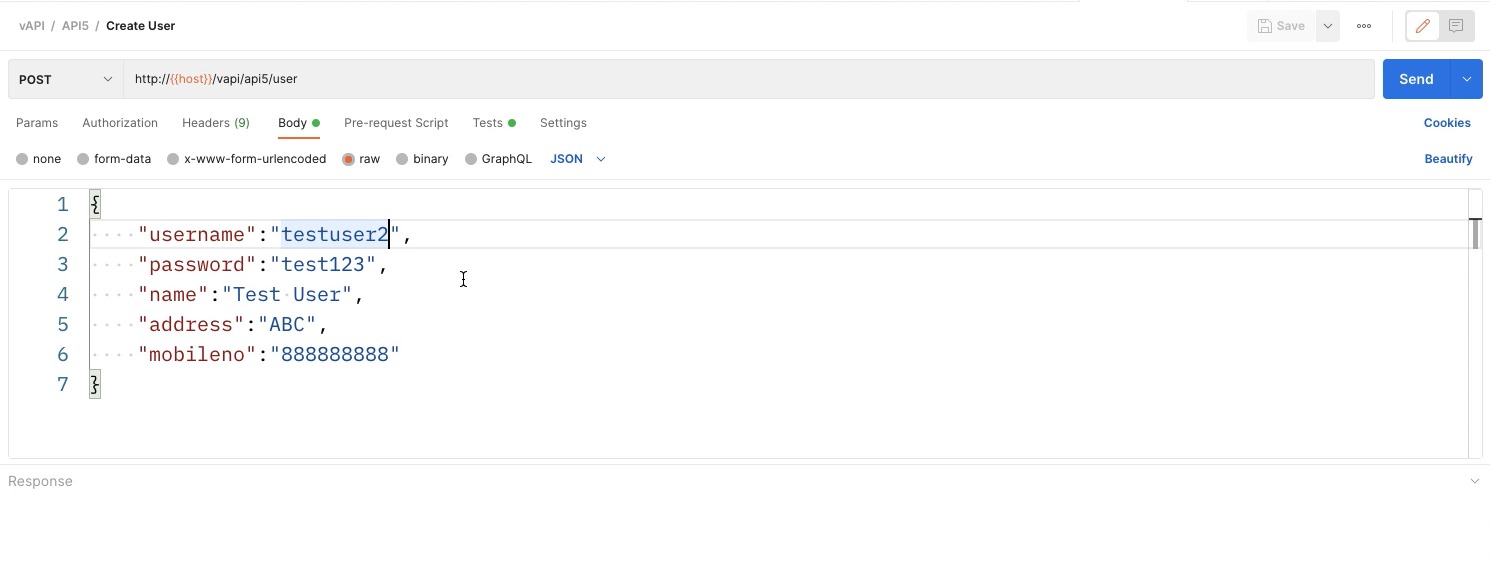 vAPI / API5 / Create User
Save
POST http://{{host}}/vapi/api5/user Send
Params Authorization Headers (9) Body Pre-request Script Tests Settings Cookies
none form-data x-www-form-urlencoded raw binary GraphQL JSON Beautify
1 {
2 ····"username":"testuser2",
3 ····"password":"test123",
4 ····"name":"Test·User",
5 ····"address":"ABC",
6 ····"mobileno":"888888888"
7 }
Response